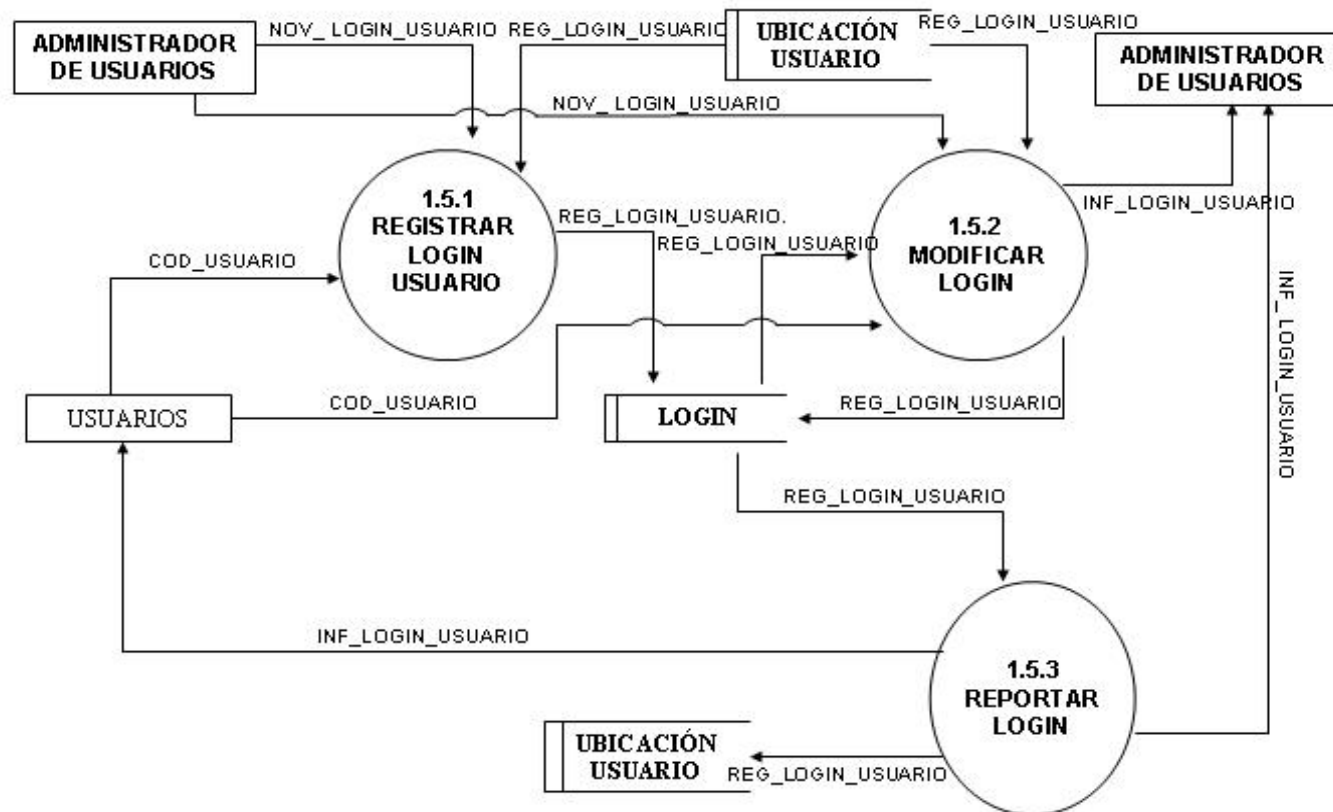 NOV_ LOGIN_USUARIO
REG_LOGIN_USUARIO
REG_LOGIN_USUARIO
ADMINISTRADOR
DE USUARIOS
UBICACIÓN
USUARIO
ADMINISTRADOR
DE USUARIOS
NOV_ LOGIN_USUARIO
1.5.1
REGISTRAR
LOGIN
USUARIO
REG_LOGIN_USUARIO.
REG_LOGIN_USUARIO
1.5.2
MODIFICAR
LOGIN
INF_LOGIN_USUARIO
COD_USUARIO
INF_ LOGIN_USUARIO
USUARIOS
COD_USUARIO
LOGIN
REG_LOGIN_USUARIO
REG_LOGIN_USUARIO
INF_LOGIN_USUARIO
1.5.3
REPORTAR
LOGIN
UBICACIÓN
USUARIO
REG_LOGIN_USUARIO